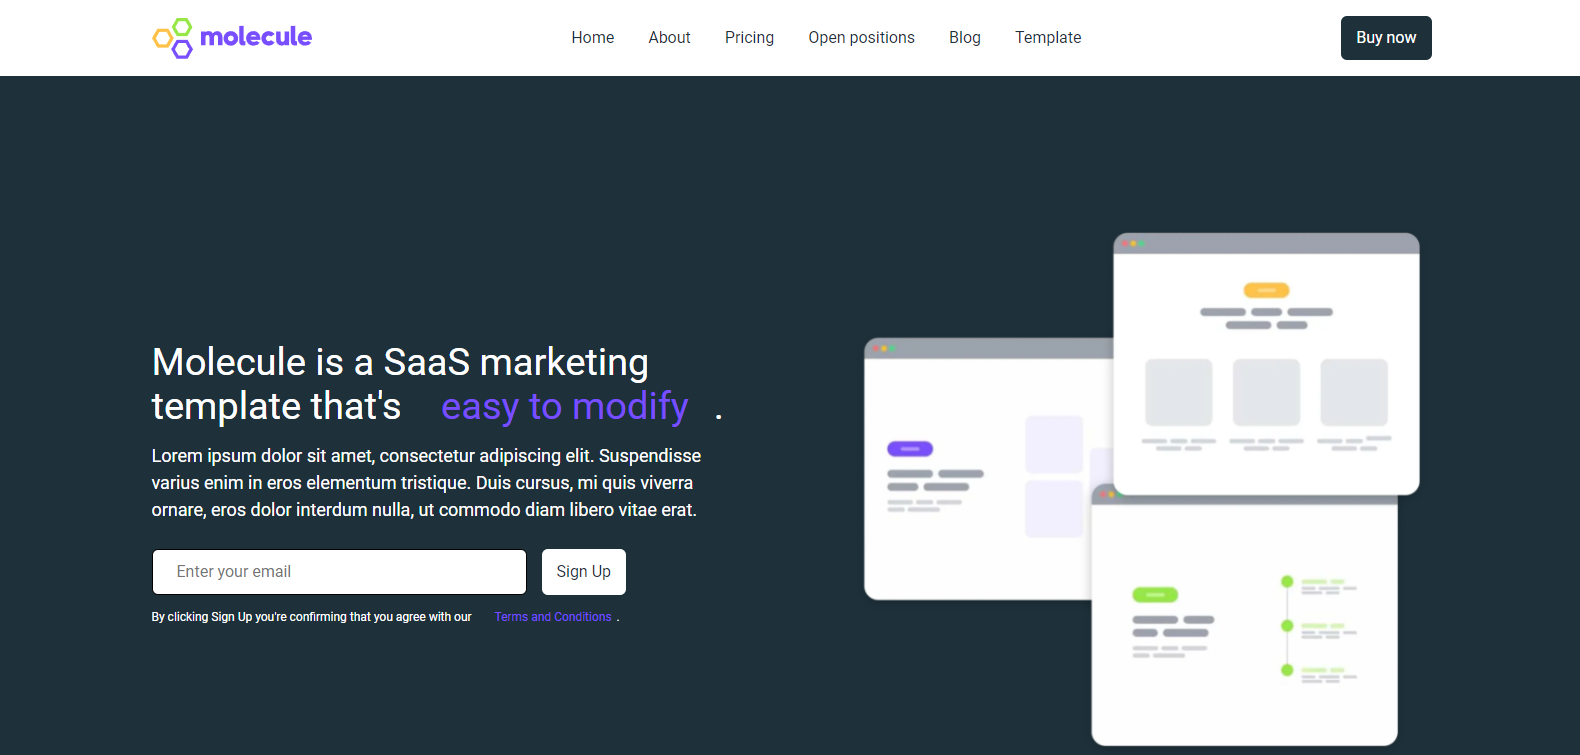 molecule
Home About Pricing Open positions Blog Template
Buy now
Molecule is a SaaS marketing
template that's easy to modify .
Lorem ipsum dolor sit amet, consectetur adipiscing elit. Suspendisse
varius enim in eros elementum tristique. Duis cursus, mi quis viverra
ornare, eros dolor interdum nulla, ut commodo diam libero vitae erat.
Enter your email
Sign Up
By clicking Sign Up you're confirming that you agree with our Terms and Conditions .